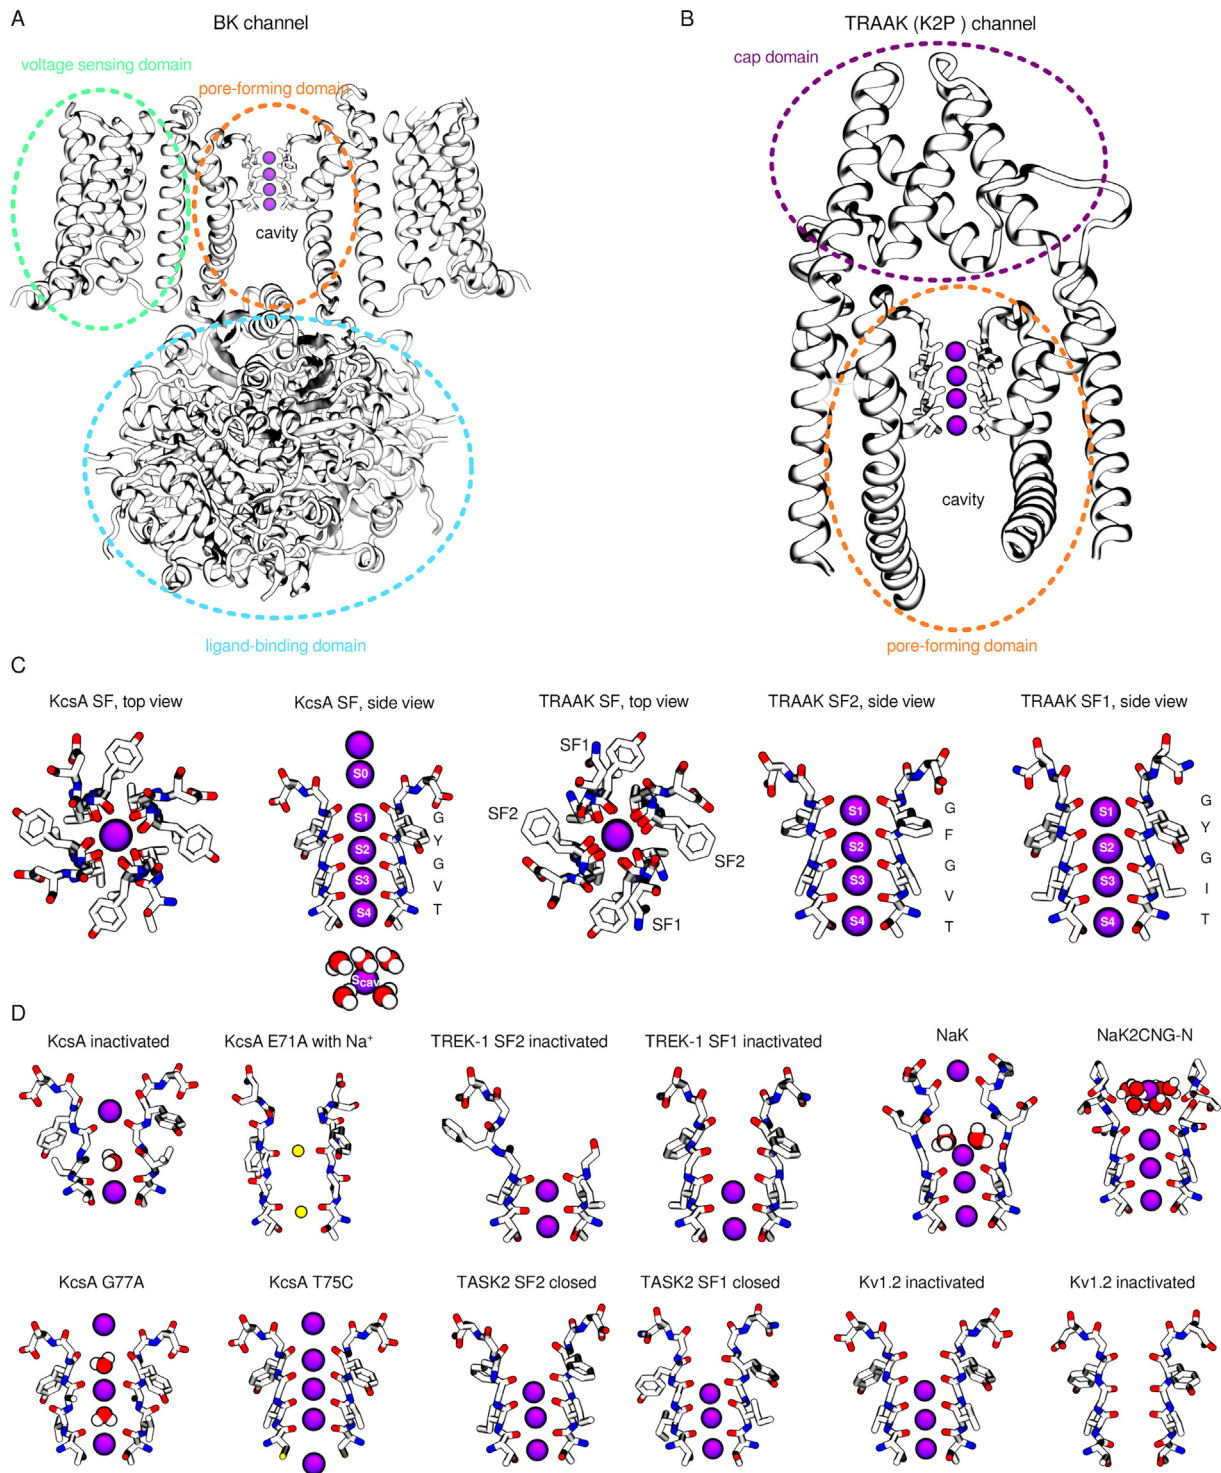 A
BK channel
voltage sensing domain
pore-forming domain
cavity
ligand-binding domain
B
TRAAK (K2P ) channel
cap domain
cavity
pore-forming domain
C
KcsA SF, top view
KcsA SF, side view
S0
S1
S2
S3
S4
Scav
G
Y
G
V
T
TRAAK SF, top view
SF1
SF2
SF2
SF1
TRAAK SF2, side view
S1
S2
S3
S4
G
F
G
V
T
TRAAK SF1, side view
S1
S2
S3
S4
G
Y
G
I
T
D
KcsA inactivated
KcsA E71A with Na⁺
TREK-1 SF2 inactivated
TREK-1 SF1 inactivated
NaK
NaK2CNG-N
KcsA G77A
KcsA T75C
TASK2 SF2 closed
TASK2 SF1 closed
Kv1.2 inactivated
Kv1.2 inactivated